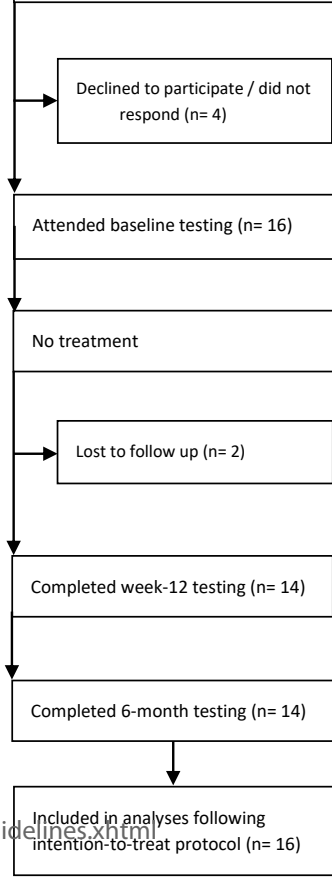 Declined to participate / did not
respond (n= 4)
Attended baseline testing (n= 16)
No treatment
Lost to follow up (n= 2)
Completed week-12 testing (n= 14)
Completed 6-month testing (n= 14)
Included in analyses following
idelines.xhtml
intention-to-treat protocol (n= 16)